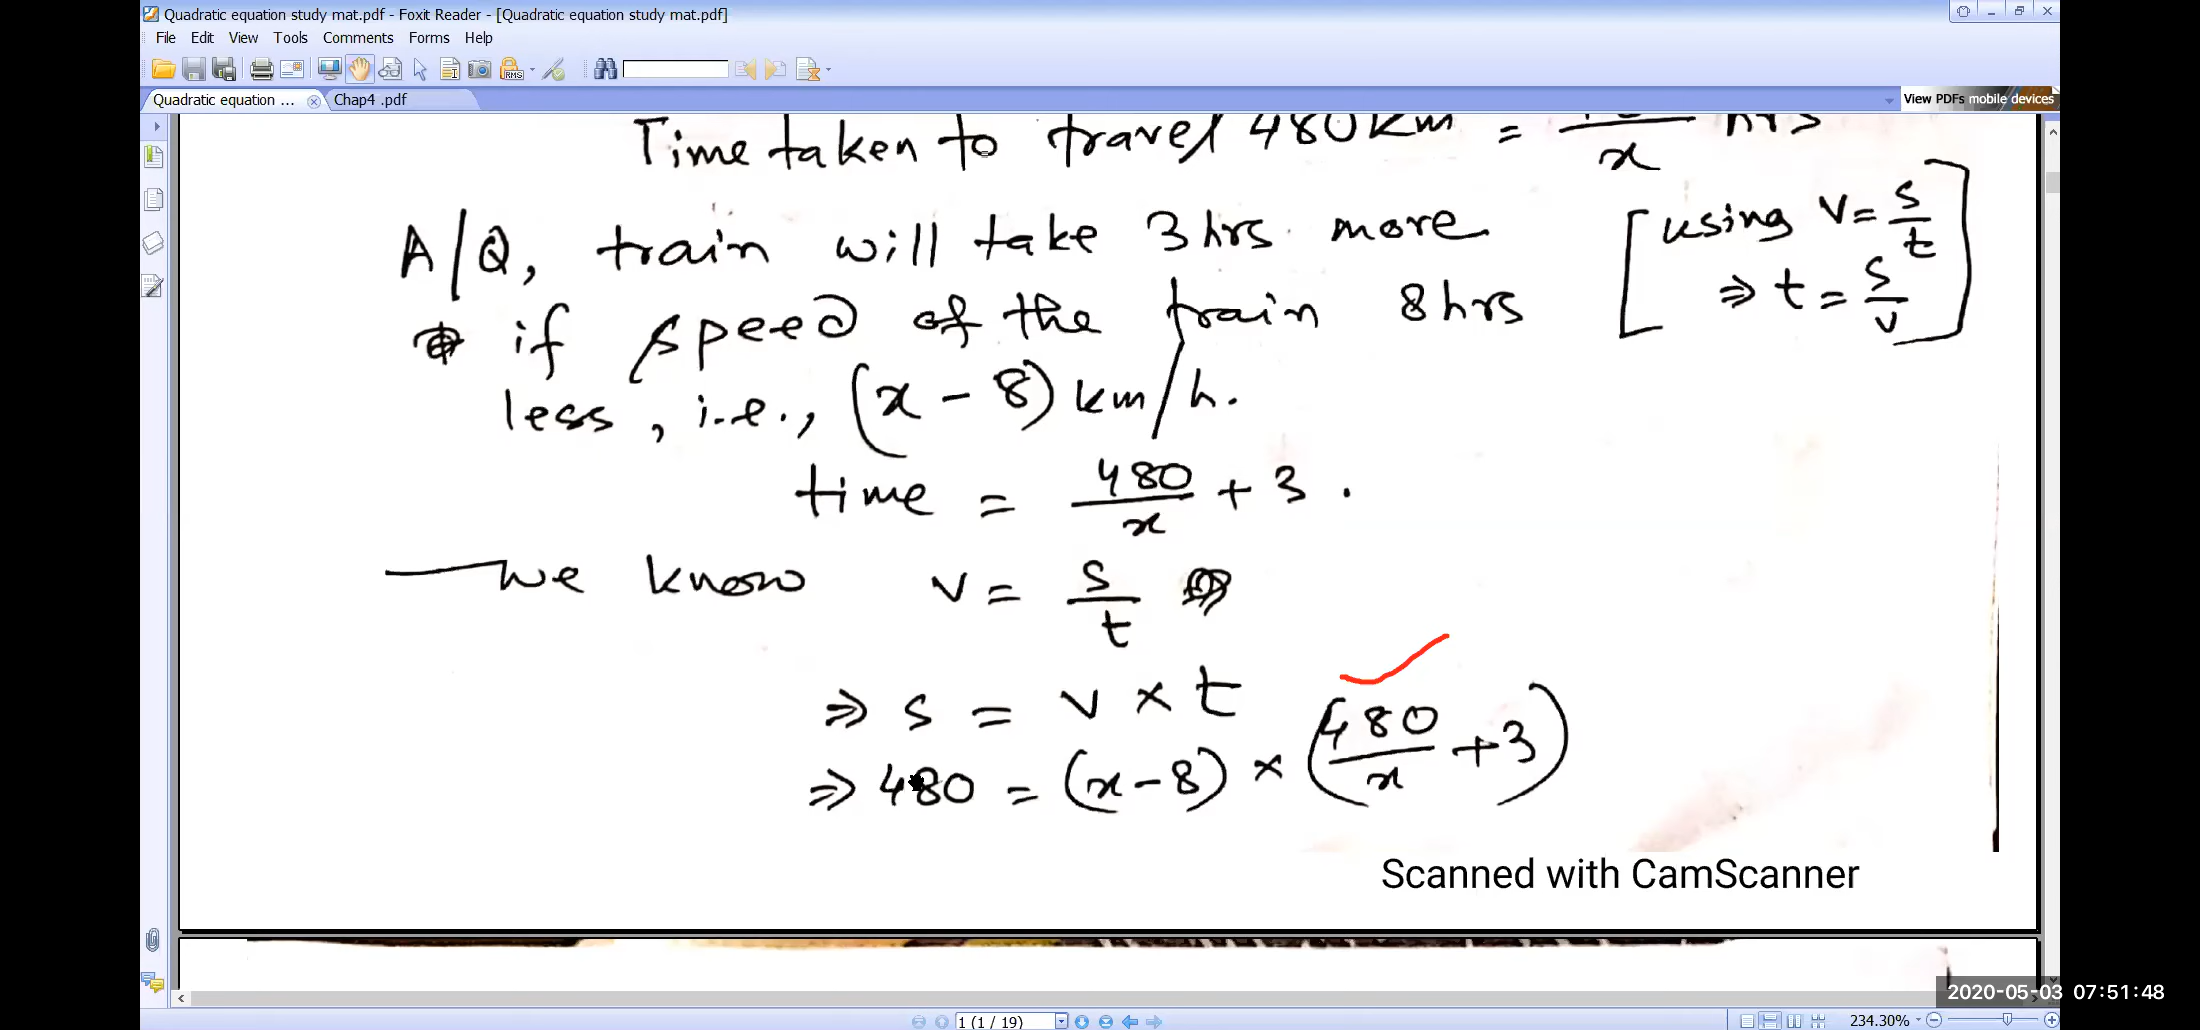 Quadratic equation study mat.pdf - Foxit Reader - [Quadratic equation study mat.pdf]
File Edit View Tools Comments Forms Help
RMS
Quadratic equation ... Chap4 .pdf
View PDFs mobile devices
Time taken to travel 480 km = /x hrs
A/Q, train will take 3 hrs. more
[using v = s/t
⇒ t = s/v]
if speed of the train 8 hrs
less, i.e., (x - 8) km/h.
time = 480/x + 3 .
We know v = s/t
⇒ s = v × t
⇒ 480 = (x - 8) × (480/x + 3)
Scanned with CamScanner
2020-05-03 07:51:48
1 (1 / 19)
234.30%